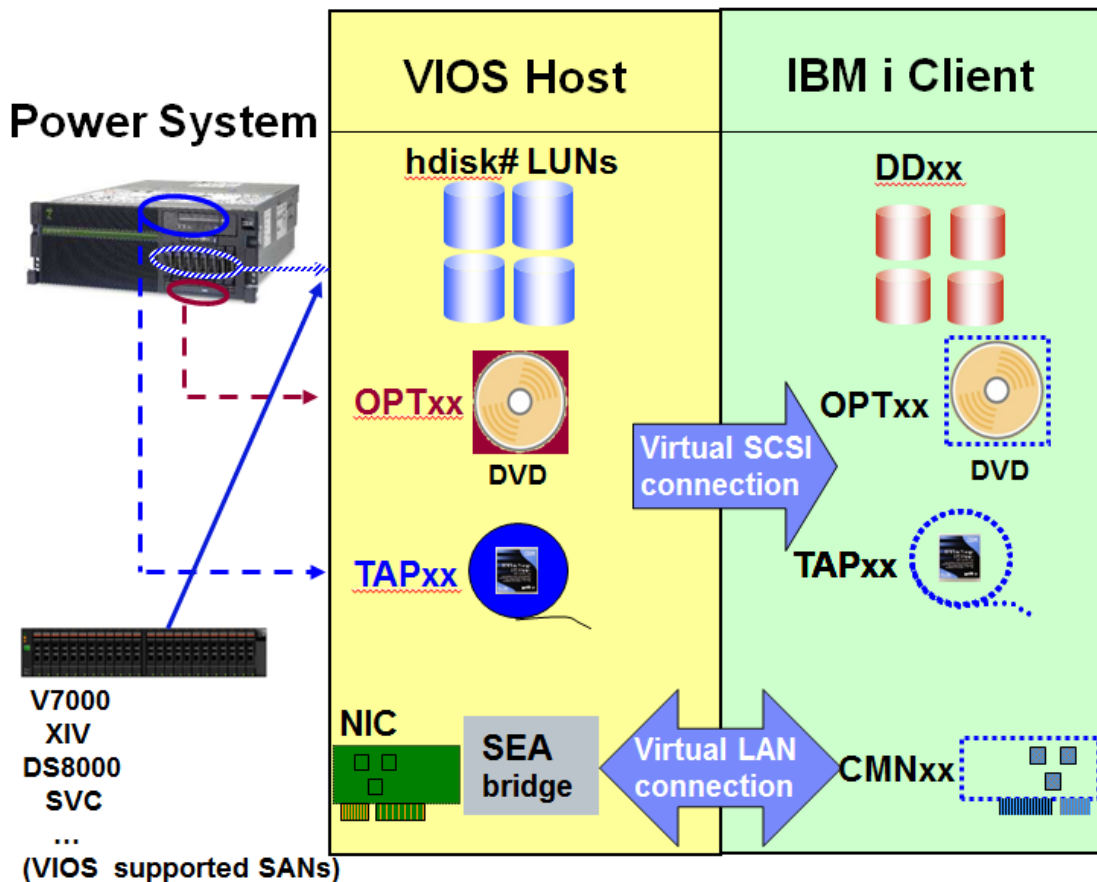 Power System
VIOS Host
IBM i Client
hdisk# LUNs
DDxx
OPTxx
DVD
Virtual SCSI
connection
OPTxx
DVD
TAPxx
TAPxx
NIC
SEA
bridge
Virtual LAN
connection
CMNxx
V7000
XIV
DS8000
SVC
...
(VIOS supported SANs)